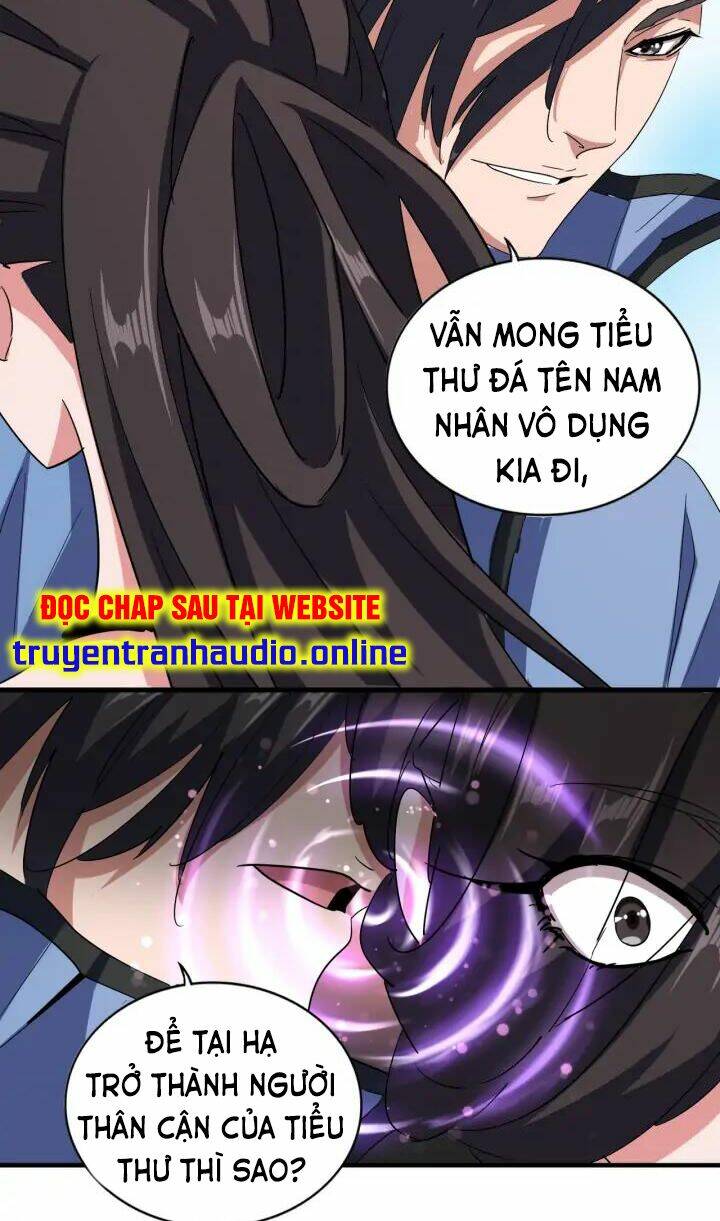 VẪN MONG TIỂU
THƯ ĐÁ TÊN NAM
NHÂN VÔ DỤNG
KIA ĐI,
ĐỌC CHAP SAU TẠI WEBSITE
truyentranhaudio.online
ĐỂ TẠI HẠ
TRỞ THÀNH NGƯỜI
THÂN CẬN CỦA TIỂU
THƯ THÌ SAO?